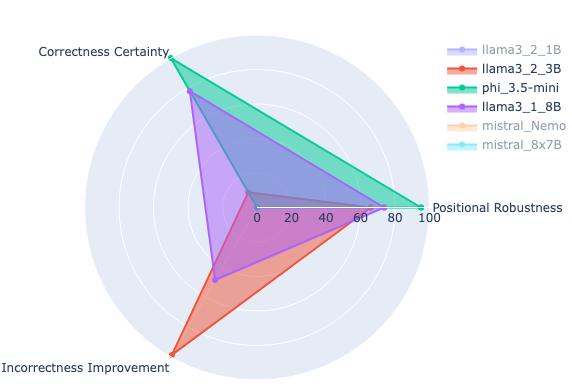 Correctness Certainty
llama3_2_1B
llama3_2_3B
phi_3.5-mini
llama3_1_8B
mistral_Nemo
mistral_8x7B
Positional Robustness
0 20 40 60 80 100
Incorrectness Improvement